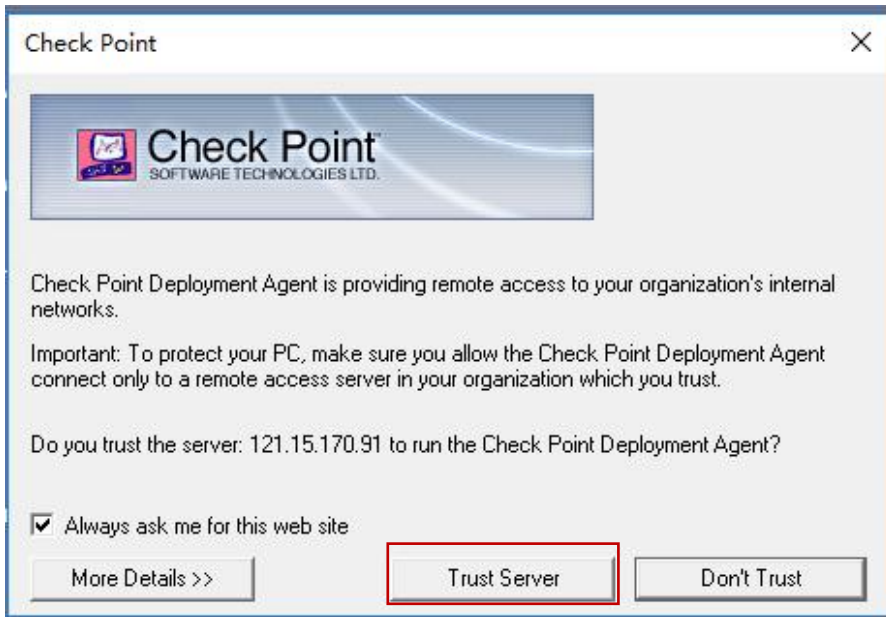 Check Point
Check Point
SOFTWARE TECHNOLOGIES LTD.
Check Point Deployment Agent is providing remote access to your organization's internal
networks.
Important: To protect your PC, make sure you allow the Check Point Deployment Agent
connect only to a remote access server in your organization which you trust.
Do you trust the server: 121.15.170.91 to run the Check Point Deployment Agent?
Always ask me for this web site
More Details >>
Trust Server
Don't Trust